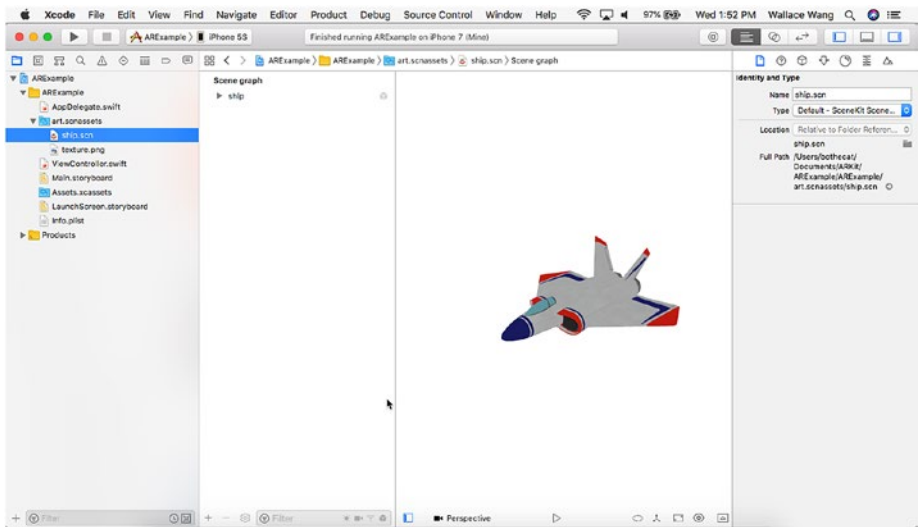 Xcode File Edit View Find Navigate Editor Product Debug Source Control Window Help 97% Wed 1:52 PM Wallace Wang
ARExample iPhone 5S Finished running ARExample on iPhone 7 (Mine)
ARExample ARExample art.scnassets ship.scn Scene graph
ARExample
ARExample
AppDelegate.swift
art.scnassets
ship.scn
texture.png
ViewController.swift
Main.storyboard
Assets.xcassets
LaunchScreen.storyboard
Info.plist
Products
Filter
Scene graph
ship
Filter
Perspective
Identity and Type
Name ship.scn
Type Default - SceneKit Scene...
Location Relative to Folder Referen...
ship.scn
Full Path /Users/bothecat/
Documents/ARKit/
ARExample/ARExample/
art.scnassets/ship.scn